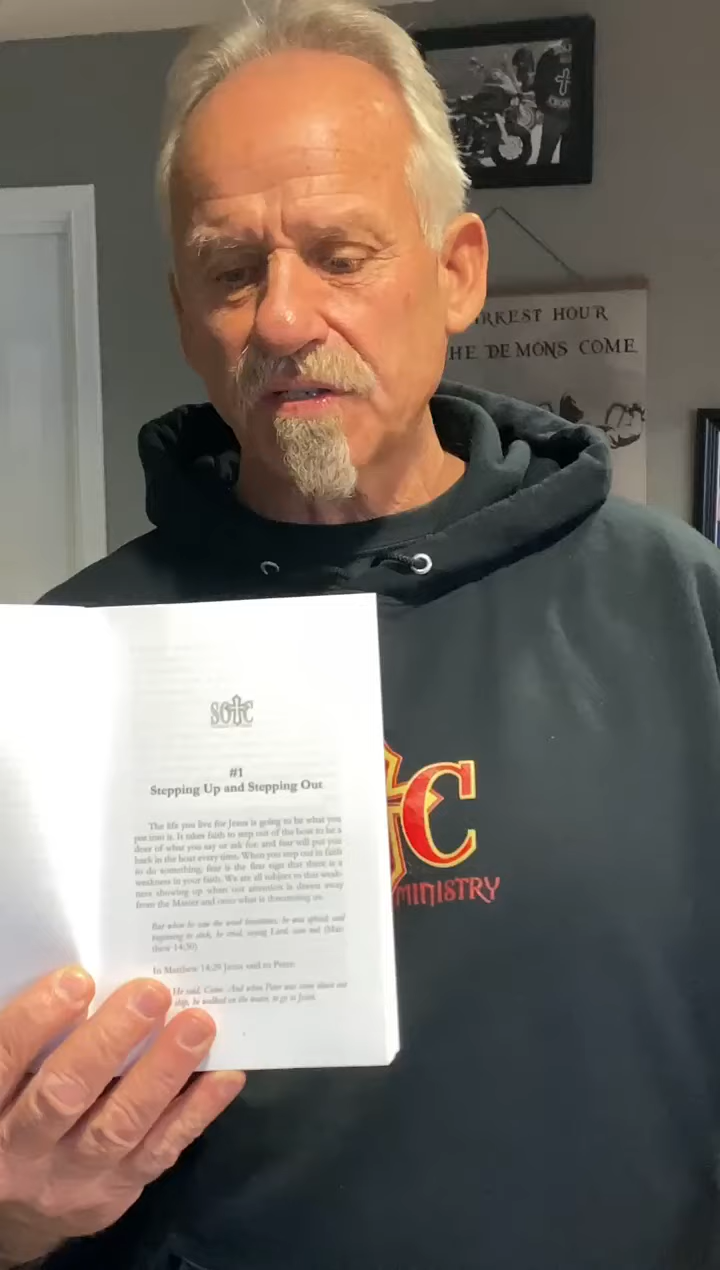 RKEST HOUR
HE DEMONS COME
SOTC
#1
Stepping Up and Stepping Out
The life you live for Jesus is going to be what you
put into it. It takes faith to step out of the boat to be a
doer of what you say or ask for, and fear will put you
back in the boat every time. When you step out in faith
to do something, fear is the first sign that there is a
weakness in your faith. We are all subject to that weak-
ness showing up when our attention is drawn away
from the Master and onto what is threatening us.
But when he saw the wind boisterous, he was afraid; and
beginning to sink, he cried, saying Lord, save me! (Mat-
thew 14:30)
In Matthew 14:29 Jesus said to Peter:
He said, Come. And when Peter was come down out
ship, he walked on the water, to go to Jesus.
C
MINISTRY